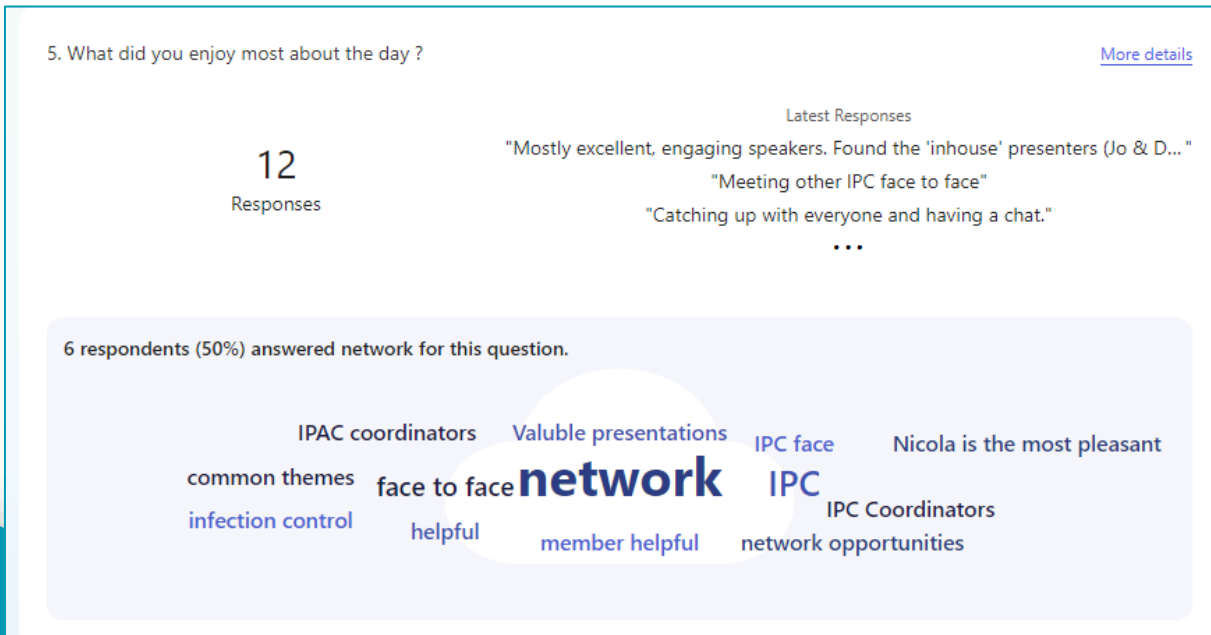 5. What did you enjoy most about the day ?
More details
12
Responses
Latest Responses
"Mostly excellent, engaging speakers. Found the 'inhouse' presenters (Jo & D... "
"Meeting other IPC face to face"
"Catching up with everyone and having a chat."
...
6 respondents (50%) answered network for this question.
IPAC coordinators
Valuble presentations
IPC face
Nicola is the most pleasant
common themes
face to face
network
IPC
IPC Coordinators
infection control
helpful
member helpful
network opportunities